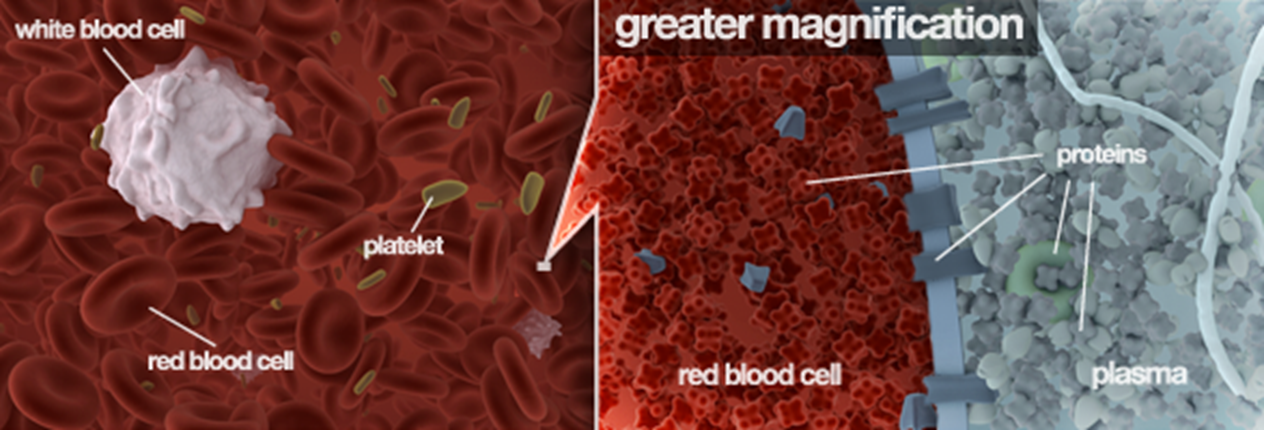 white blood cell
platelet
red blood cell
greater magnification
proteins
red blood cell
plasma